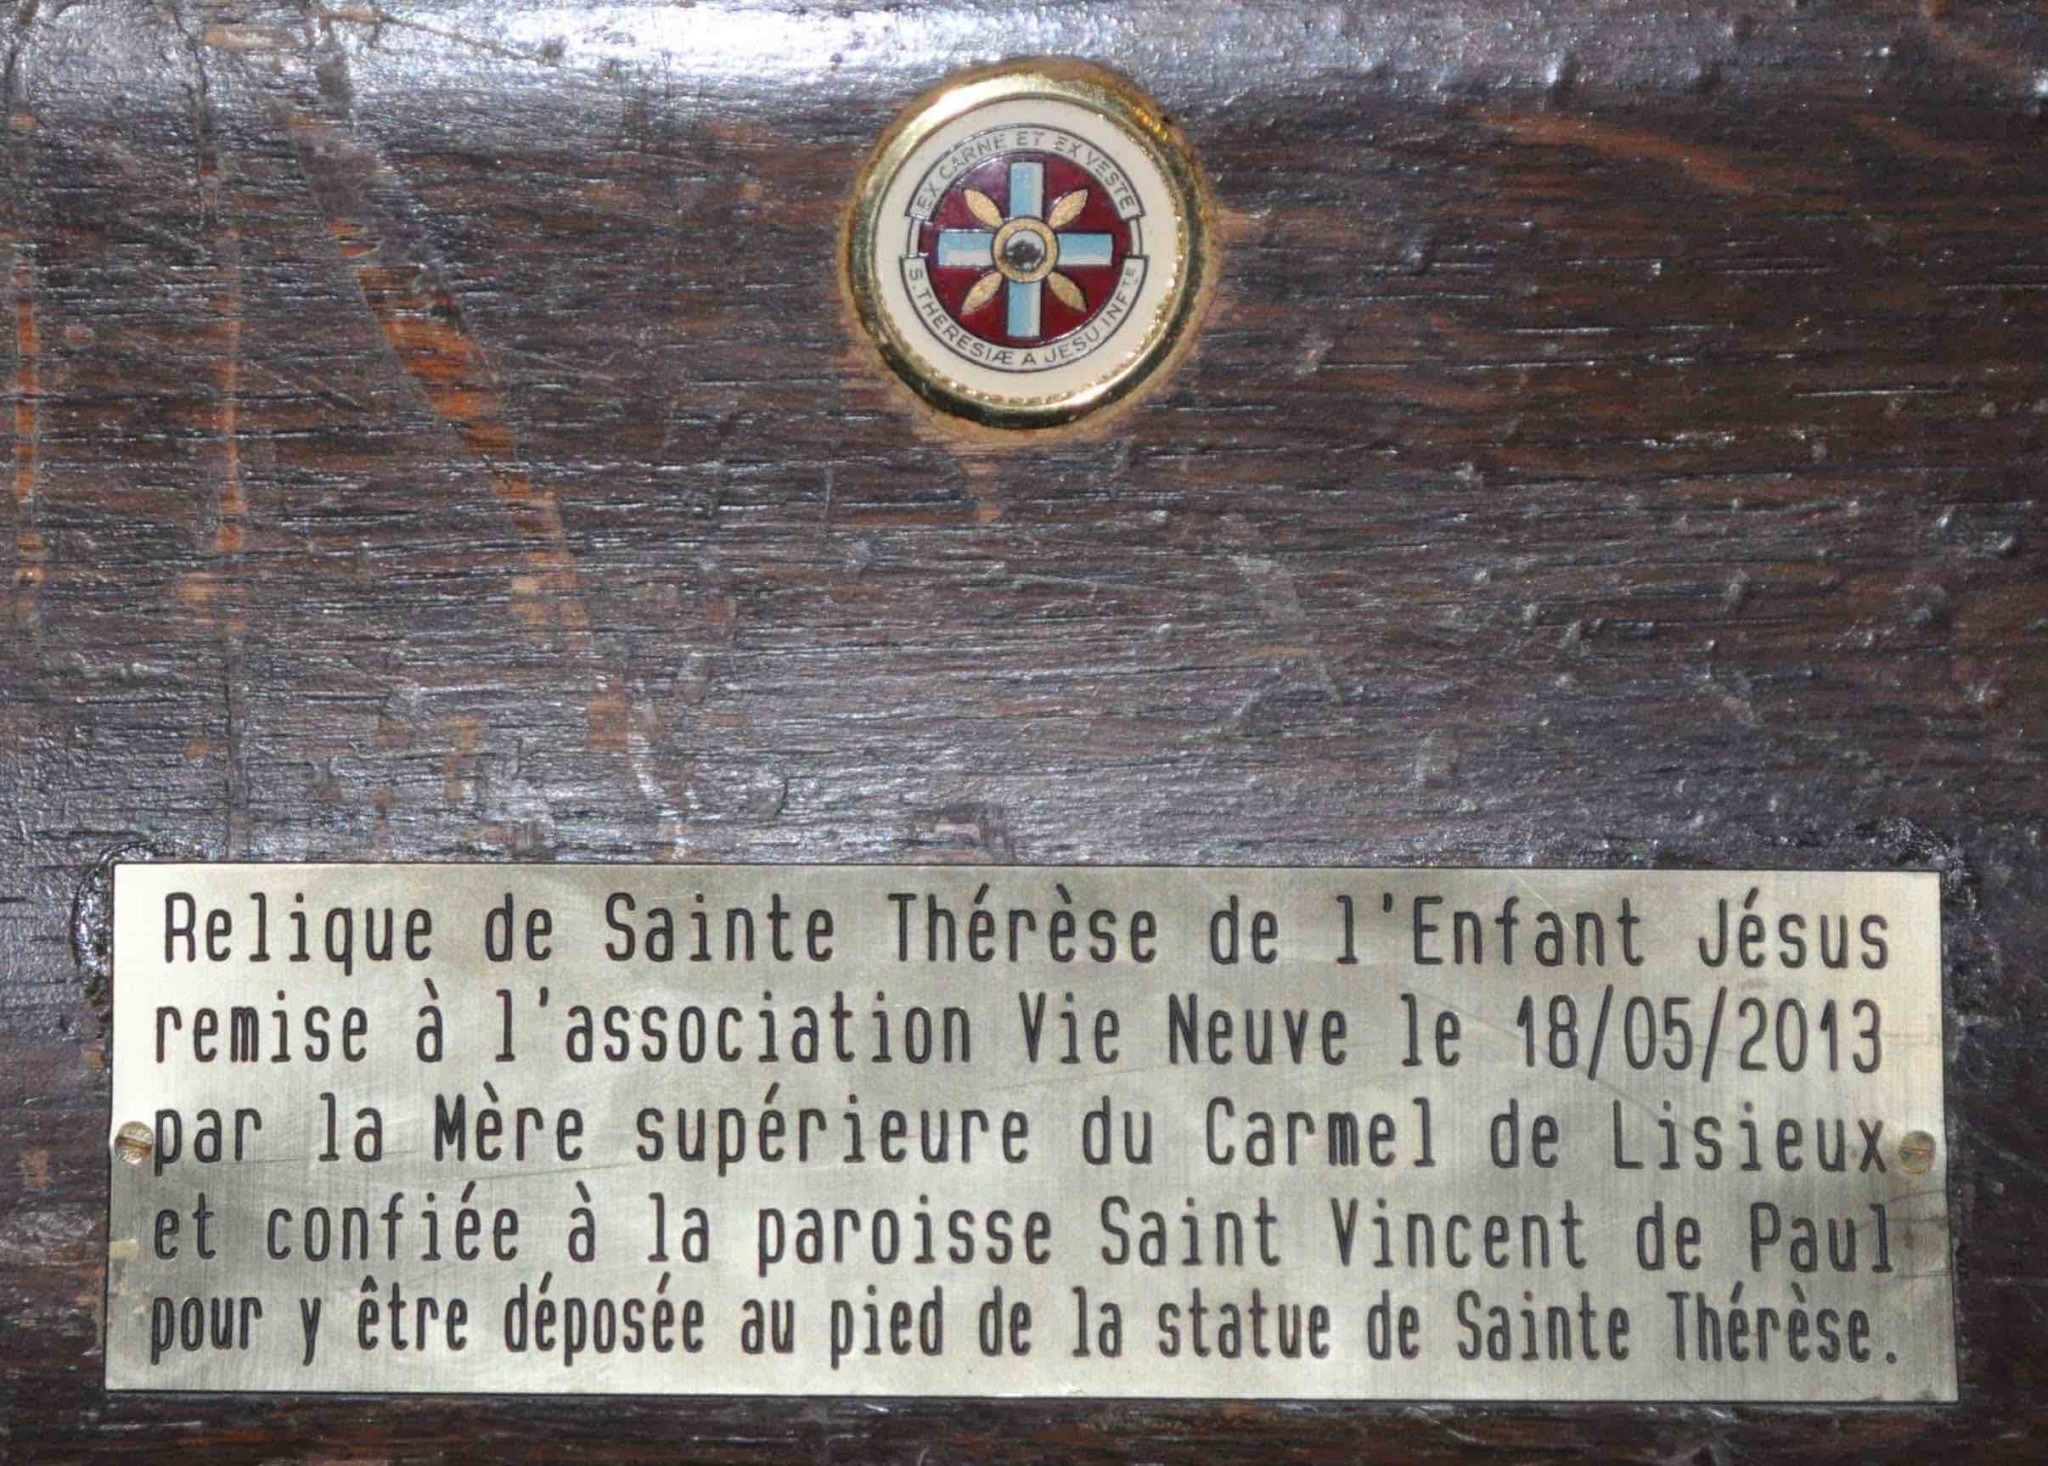 EX CARNE ET EX VESTE
S. THERESIÆ A JESU INFTE
Relique de Sainte Thérèse de l'Enfant Jésus
remise à l'association Vie Neuve le 18/05/2013
par la Mère supérieure du Carmel de Lisieux
et confiée à la paroisse Saint Vincent de Paul
pour y être déposée au pied de la statue de Sainte Thérèse.